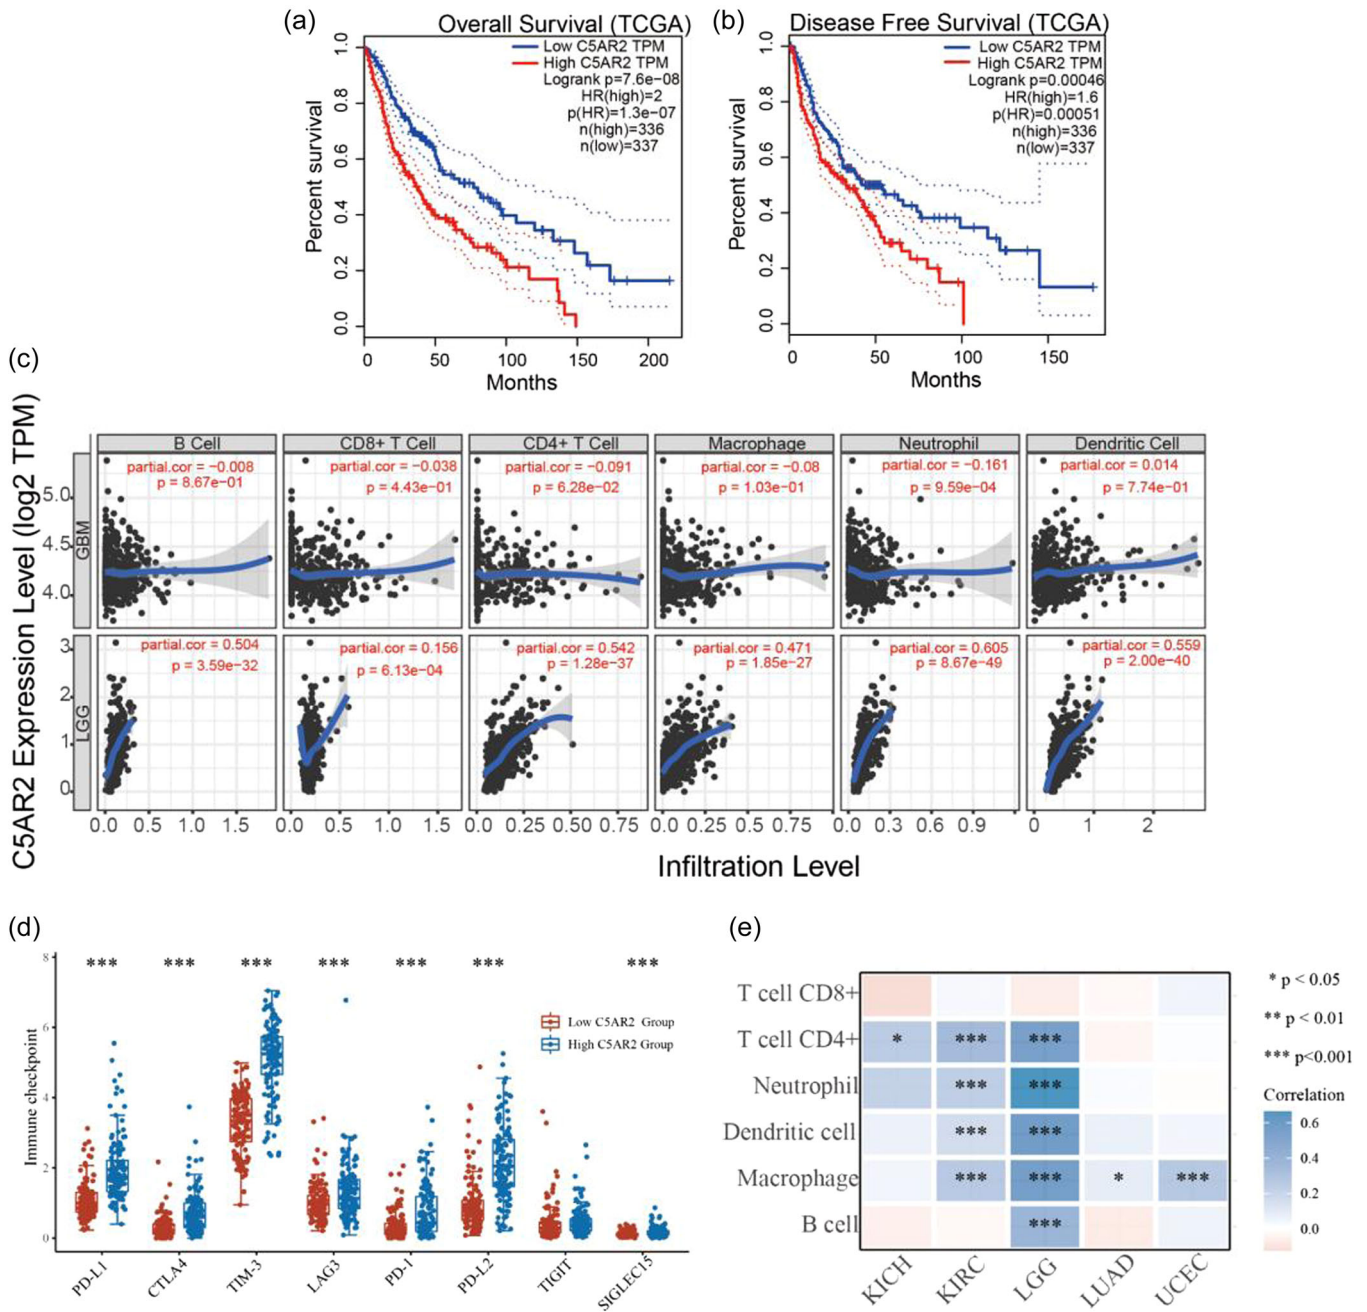 (a)
Overall Survival (TCGA)
Low C5AR2 TPM
High C5AR2 TPM
Logrank p=7.6e−08
HR(high)=2
p(HR)=1.3e−07
n(high)=336
n(low)=337
Percent survival
1.0
0.8
0.6
0.4
0.2
0.0
0 50 100 150 200
Months
(b)
Disease Free Survival (TCGA)
Low C5AR2 TPM
High C5AR2 TPM
Logrank p=0.00046
HR(high)=1.6
p(HR)=0.00051
n(high)=336
n(low)=337
Percent survival
1.0
0.8
0.6
0.4
0.2
0.0
0 50 100 150
Months
(c)
C5AR2 Expression Level (log2 TPM)
B Cell CD8+ T Cell CD4+ T Cell Macrophage Neutrophil Dendritic Cell
GBM
5.0
4.5
4.0
partial.cor = −0.008
p = 8.67e−01
partial.cor = −0.038
p = 4.43e−01
partial.cor = −0.091
p = 6.28e−02
partial.cor = −0.08
p = 1.03e−01
partial.cor = −0.161
p = 9.59e−04
partial.cor = 0.014
p = 7.74e−01
LGG
3
2
1
0
partial.cor = 0.504
p = 3.59e−32
partial.cor = 0.156
p = 6.13e−04
partial.cor = 0.542
p = 1.28e−37
partial.cor = 0.471
p = 1.85e−27
partial.cor = 0.605
p = 8.67e−49
partial.cor = 0.559
p = 2.00e−40
0.0 0.5 1.0 1.5 0.0 0.5 1.0 1.5 0.0 0.25 0.50 0.75 0.0 0.25 0.50 0.75 0.0 0.3 0.6 0.9 0 1 2
Infiltration Level
(d)
Immune checkpoint
8
6
4
2
0
*** *** *** *** *** *** ***
Low C5AR2 Group
High C5AR2 Group
PD-L1 CTLA4 TIM-3 LAG3 PD-1 PD-L2 TIGIT SIGLEC15
(e)
T cell CD8+
T cell CD4+ * *** ***
Neutrophil *** ***
Dendritic cell *** ***
Macrophage *** *** * ***
B cell ***
KICH KIRC LGG LUAD UCEC
* p < 0.05
** p < 0.01
*** p<0.001
Correlation
0.6
0.4
0.2
0.0